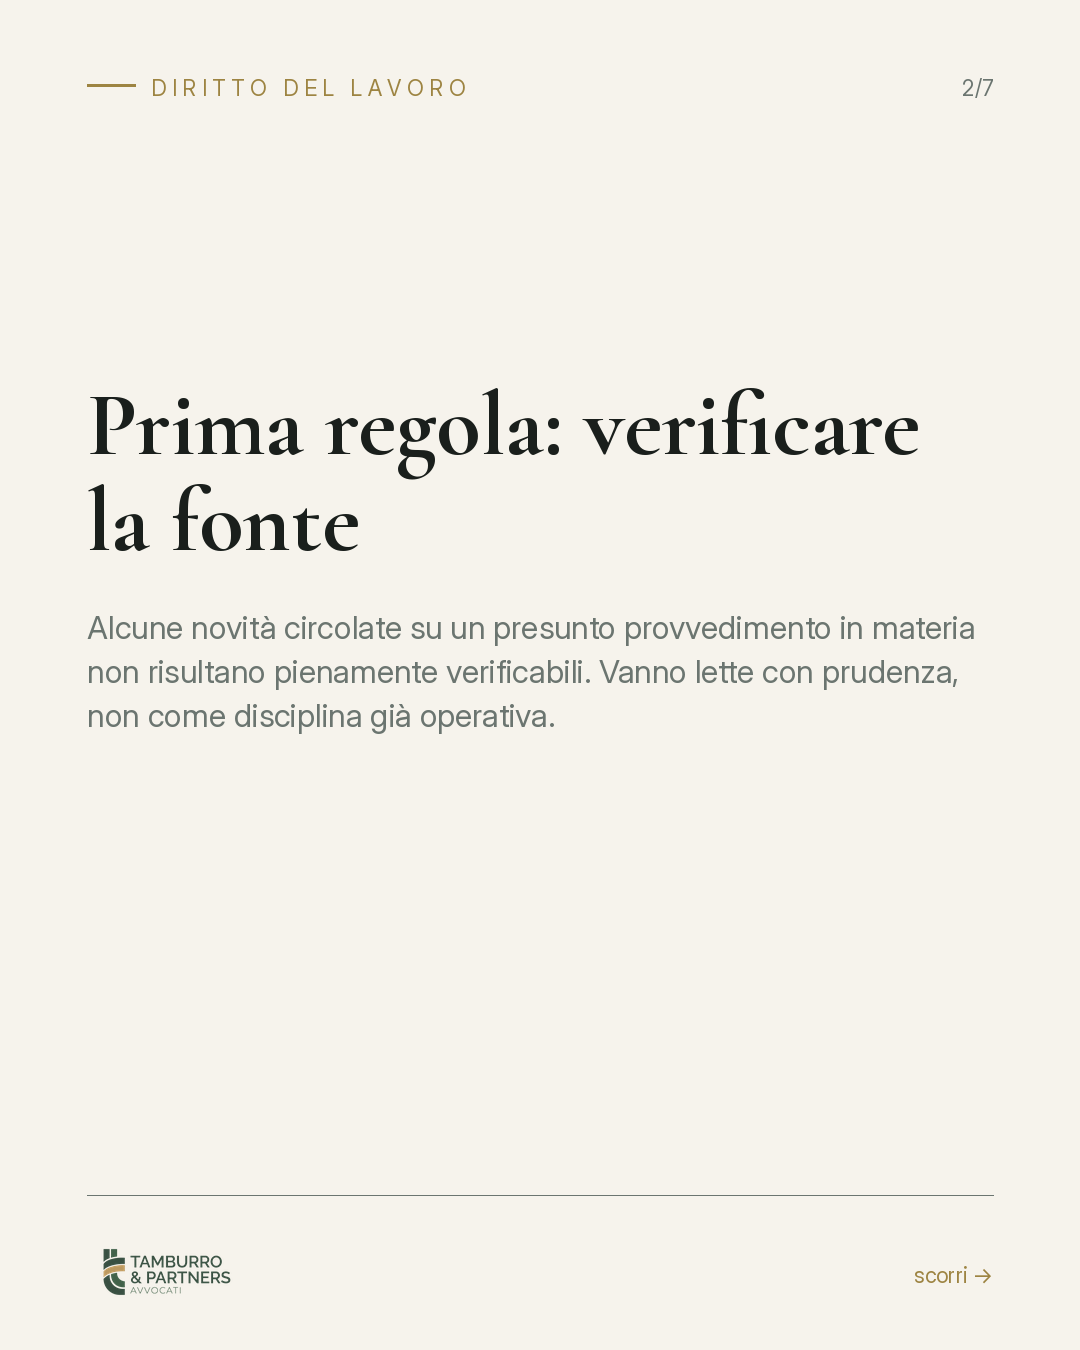 DIRITTO DEL LAVORO
2/7
Prima regola: verificare
la fonte
Alcune novità circolate su un presunto provvedimento in materia
non risultano pienamente verificabili. Vanno lette con prudenza,
non come disciplina già operativa.
TAMBURRO
& PARTNERS
AVVOCATI
scorri →